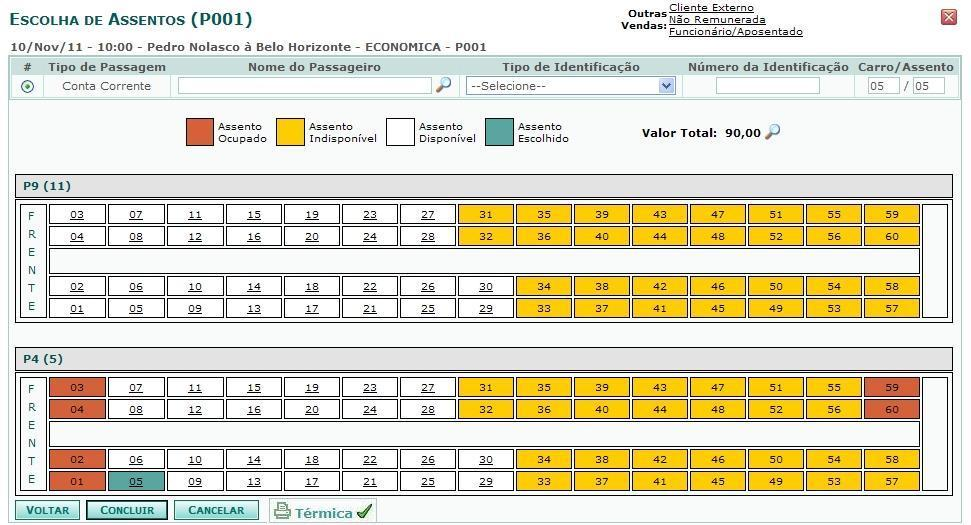 ESCOLHA DE ASSENTOS (P001)
Outras Vendas:
Cliente Externo
Não Remunerada
Funcionário/Aposentado
10/Nov/11 - 10:00 - Pedro Nolasco à Belo Horizonte - ECONOMICA - P001
# Tipo de Passagem Nome do Passageiro Tipo de Identificação Número da Identificação Carro/Assento
Conta Corrente --Selecione-- 05 / 05
Assento Ocupado
Assento Indisponível
Assento Disponível
Assento Escolhido
Valor Total: 90,00
P9 (11)
FRENTE
03 07 11 15 19 23 27 31 35 39 43 47 51 55 59
04 08 12 16 20 24 28 32 36 40 44 48 52 56 60
02 06 10 14 18 22 26 30 34 38 42 46 50 54 58
01 05 09 13 17 21 25 29 33 37 41 45 49 53 57
P4 (5)
FRENTE
03 07 11 15 19 23 27 31 35 39 43 47 51 55 59
04 08 12 16 20 24 28 32 36 40 44 48 52 56 60
02 06 10 14 18 22 26 30 34 38 42 46 50 54 58
01 05 09 13 17 21 25 29 33 37 41 45 49 53 57
VOLTAR CONCLUIR CANCELAR Térmica